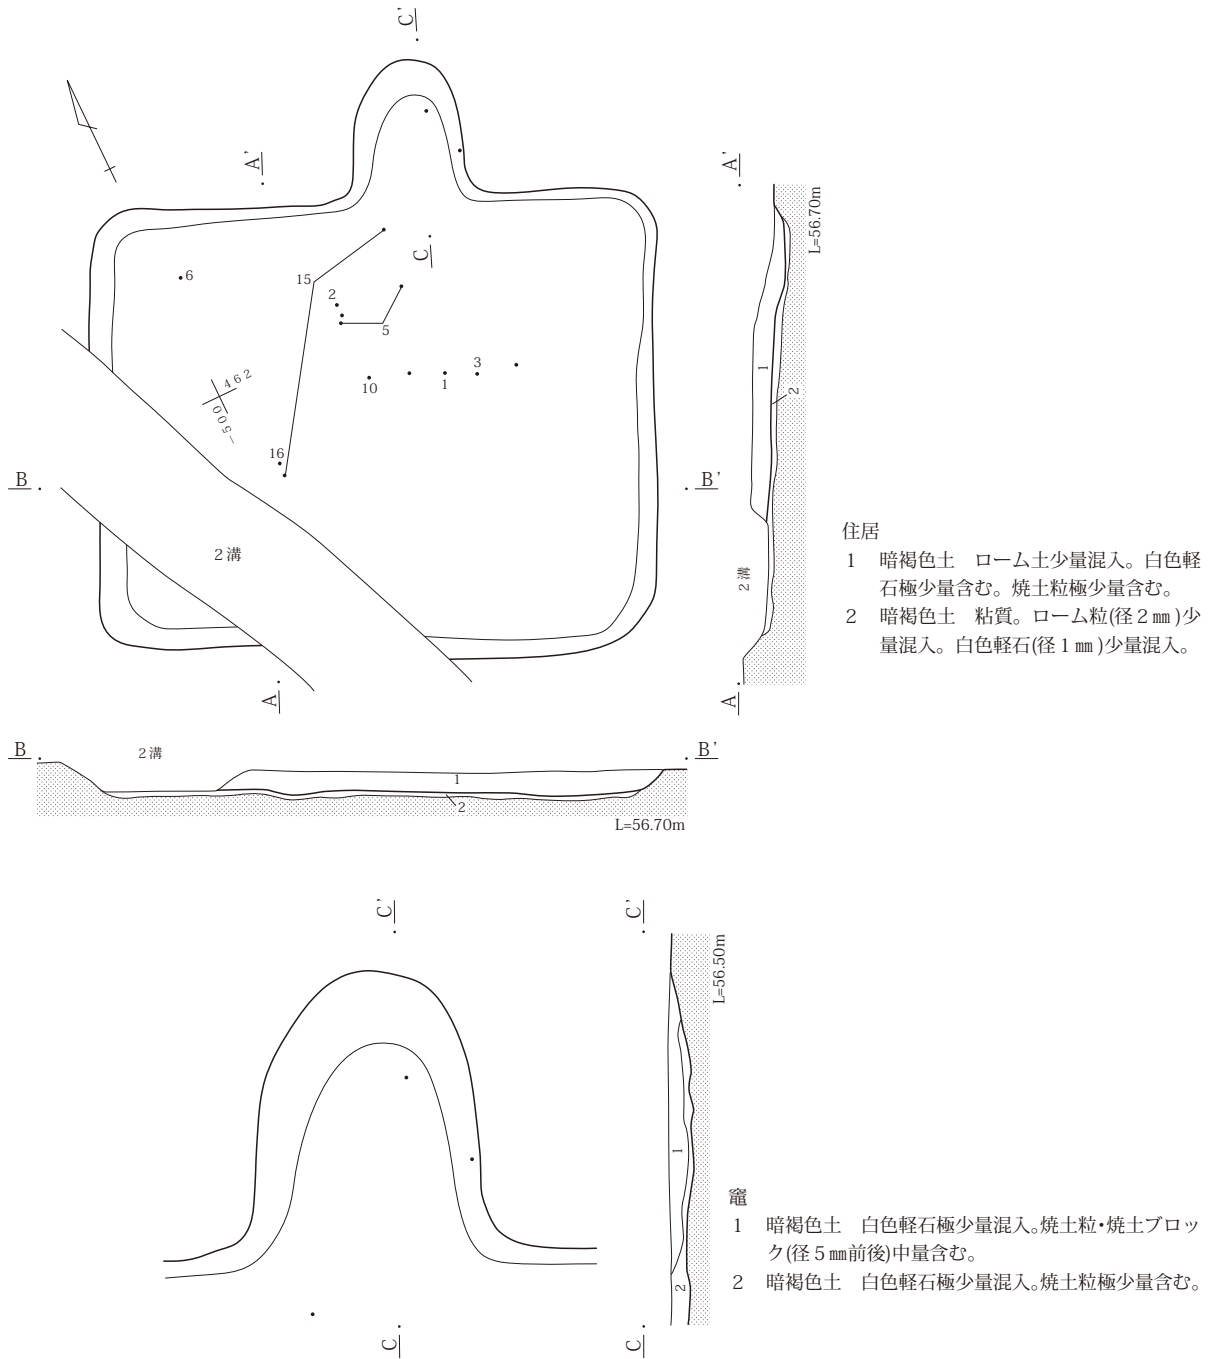 C'
A'
A'
L=56.70m
C
6
15
2
5
3
10
1
462
-500
16
1
2
B
B'
2溝
2溝
A
A
住居
1 暗褐色土 ローム土少量混入。白色軽
石極少量含む。焼土粒極少量含む。
2 暗褐色土 粘質。ローム粒(径2㎜)少
量混入。白色軽石(径1㎜)少量混入。
B
2溝
B'
1
2
L=56.70m
C'
C'
L=56.50m
1
2
C
C
竈
1 暗褐色土 白色軽石極少量混入。焼土粒・焼土ブロッ
ク(径5㎜前後)中量含む。
2 暗褐色土 白色軽石極少量混入。焼土粒極少量含む。